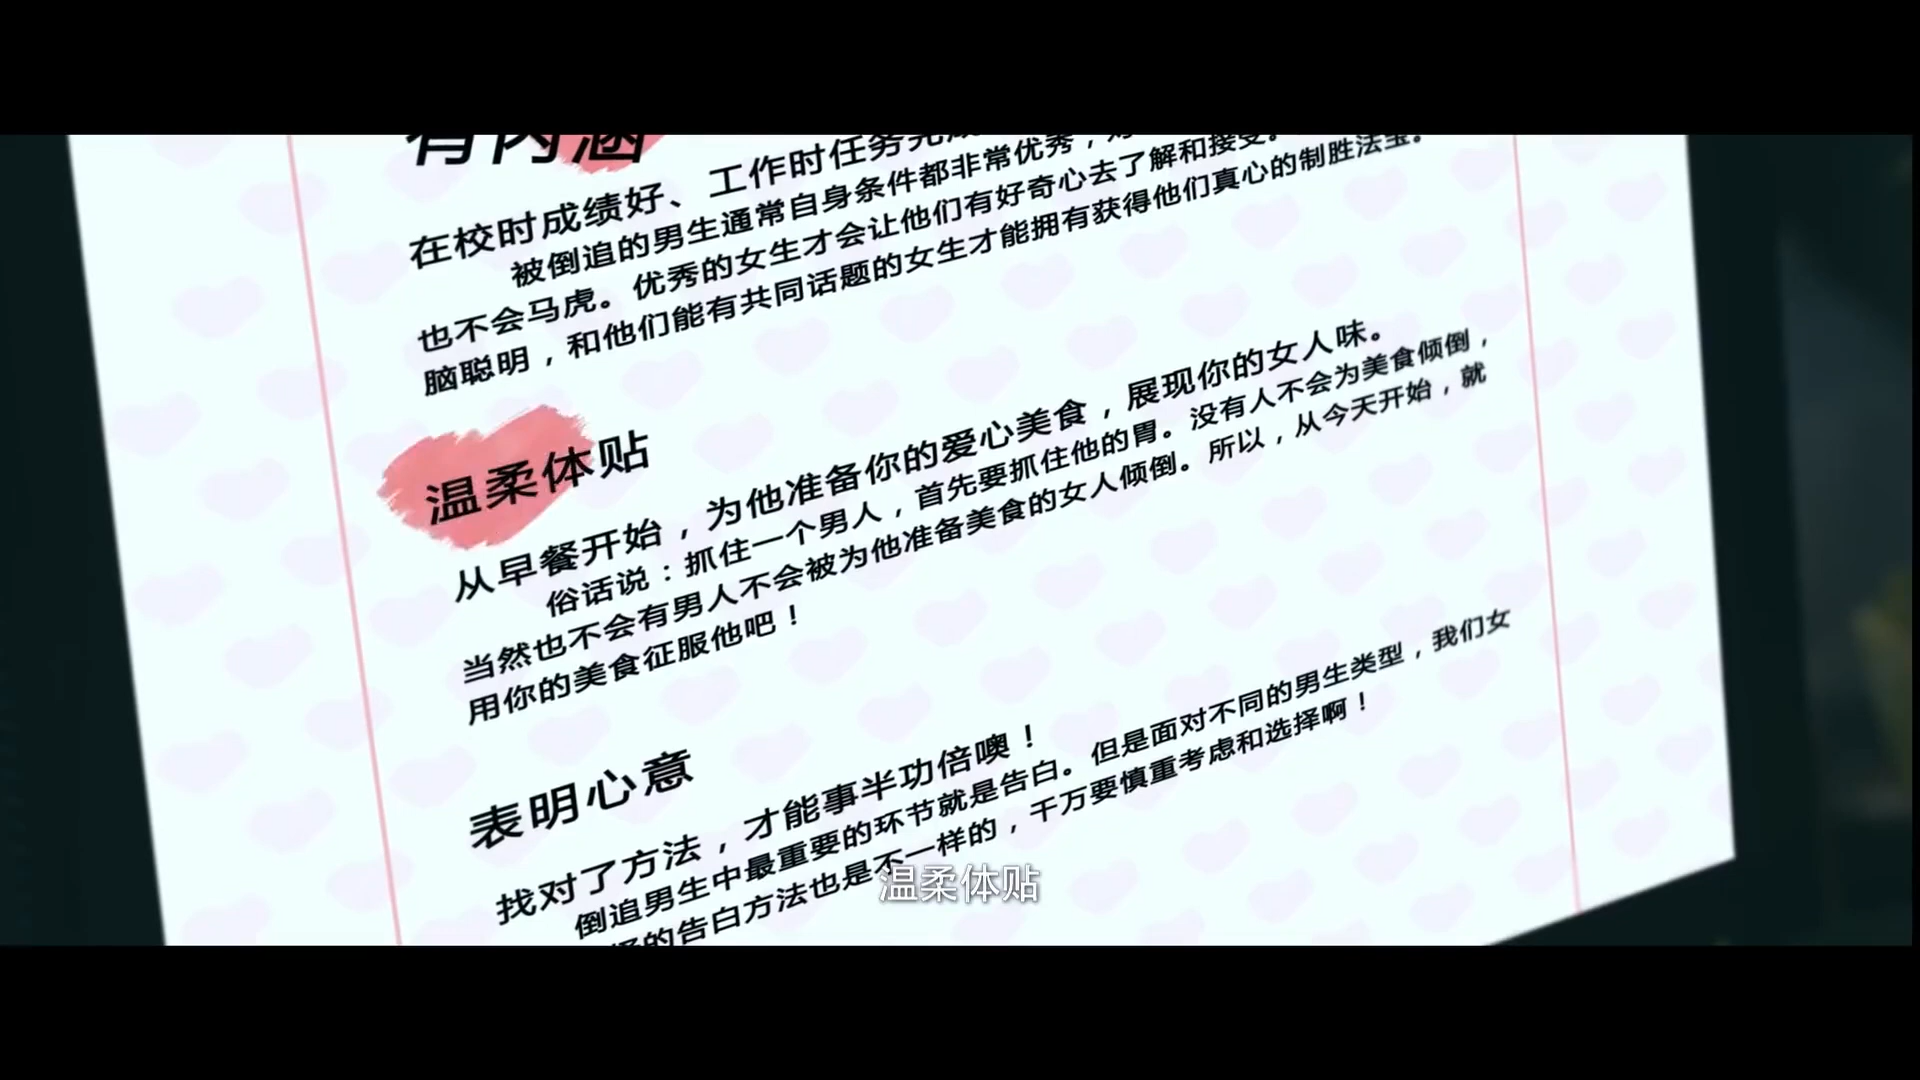 有内涵
在校时成绩好、工作时任务完成
被倒追的男生通常自身条件都非常优秀，对
也不会马虎。优秀的女生才会让他们有好奇心去了解和接受。
脑聪明，和他们能有共同话题的女生才能拥有获得他们真心的制胜法宝。
温柔体贴
从早餐开始，为他准备你的爱心美食，展现你的女人味。
俗话说：抓住一个男人，首先要抓住他的胃。没有人不会为美食倾倒，
当然也不会有男人不会被为他准备美食的女人倾倒。所以，从今天开始，就
用你的美食征服他吧！
表明心意
找对了方法，才能事半功倍噢！
倒追男生中最重要的环节就是告白。但是面对不同的男生类型，我们女
的告白方法也是不一样的，千万要慎重考虑和选择啊！
温柔体贴